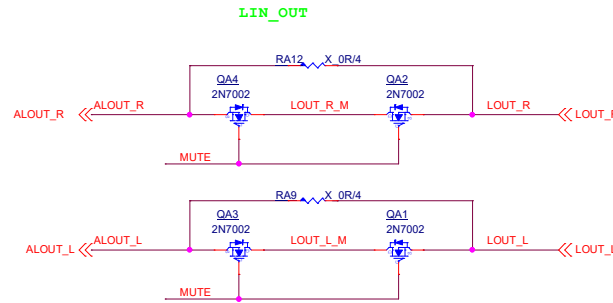 LIN_OUT
RA12 X_0R/4
QA4 QA2
2N7002 2N7002
ALOUT_R ALOUT_R LOUT_R_M LOUT_R
MUTE
RA9 X_0R/4
QA3 QA1
2N7002 2N7002
ALOUT_L ALOUT_L LOUT_L_M LOUT_L
MUTE